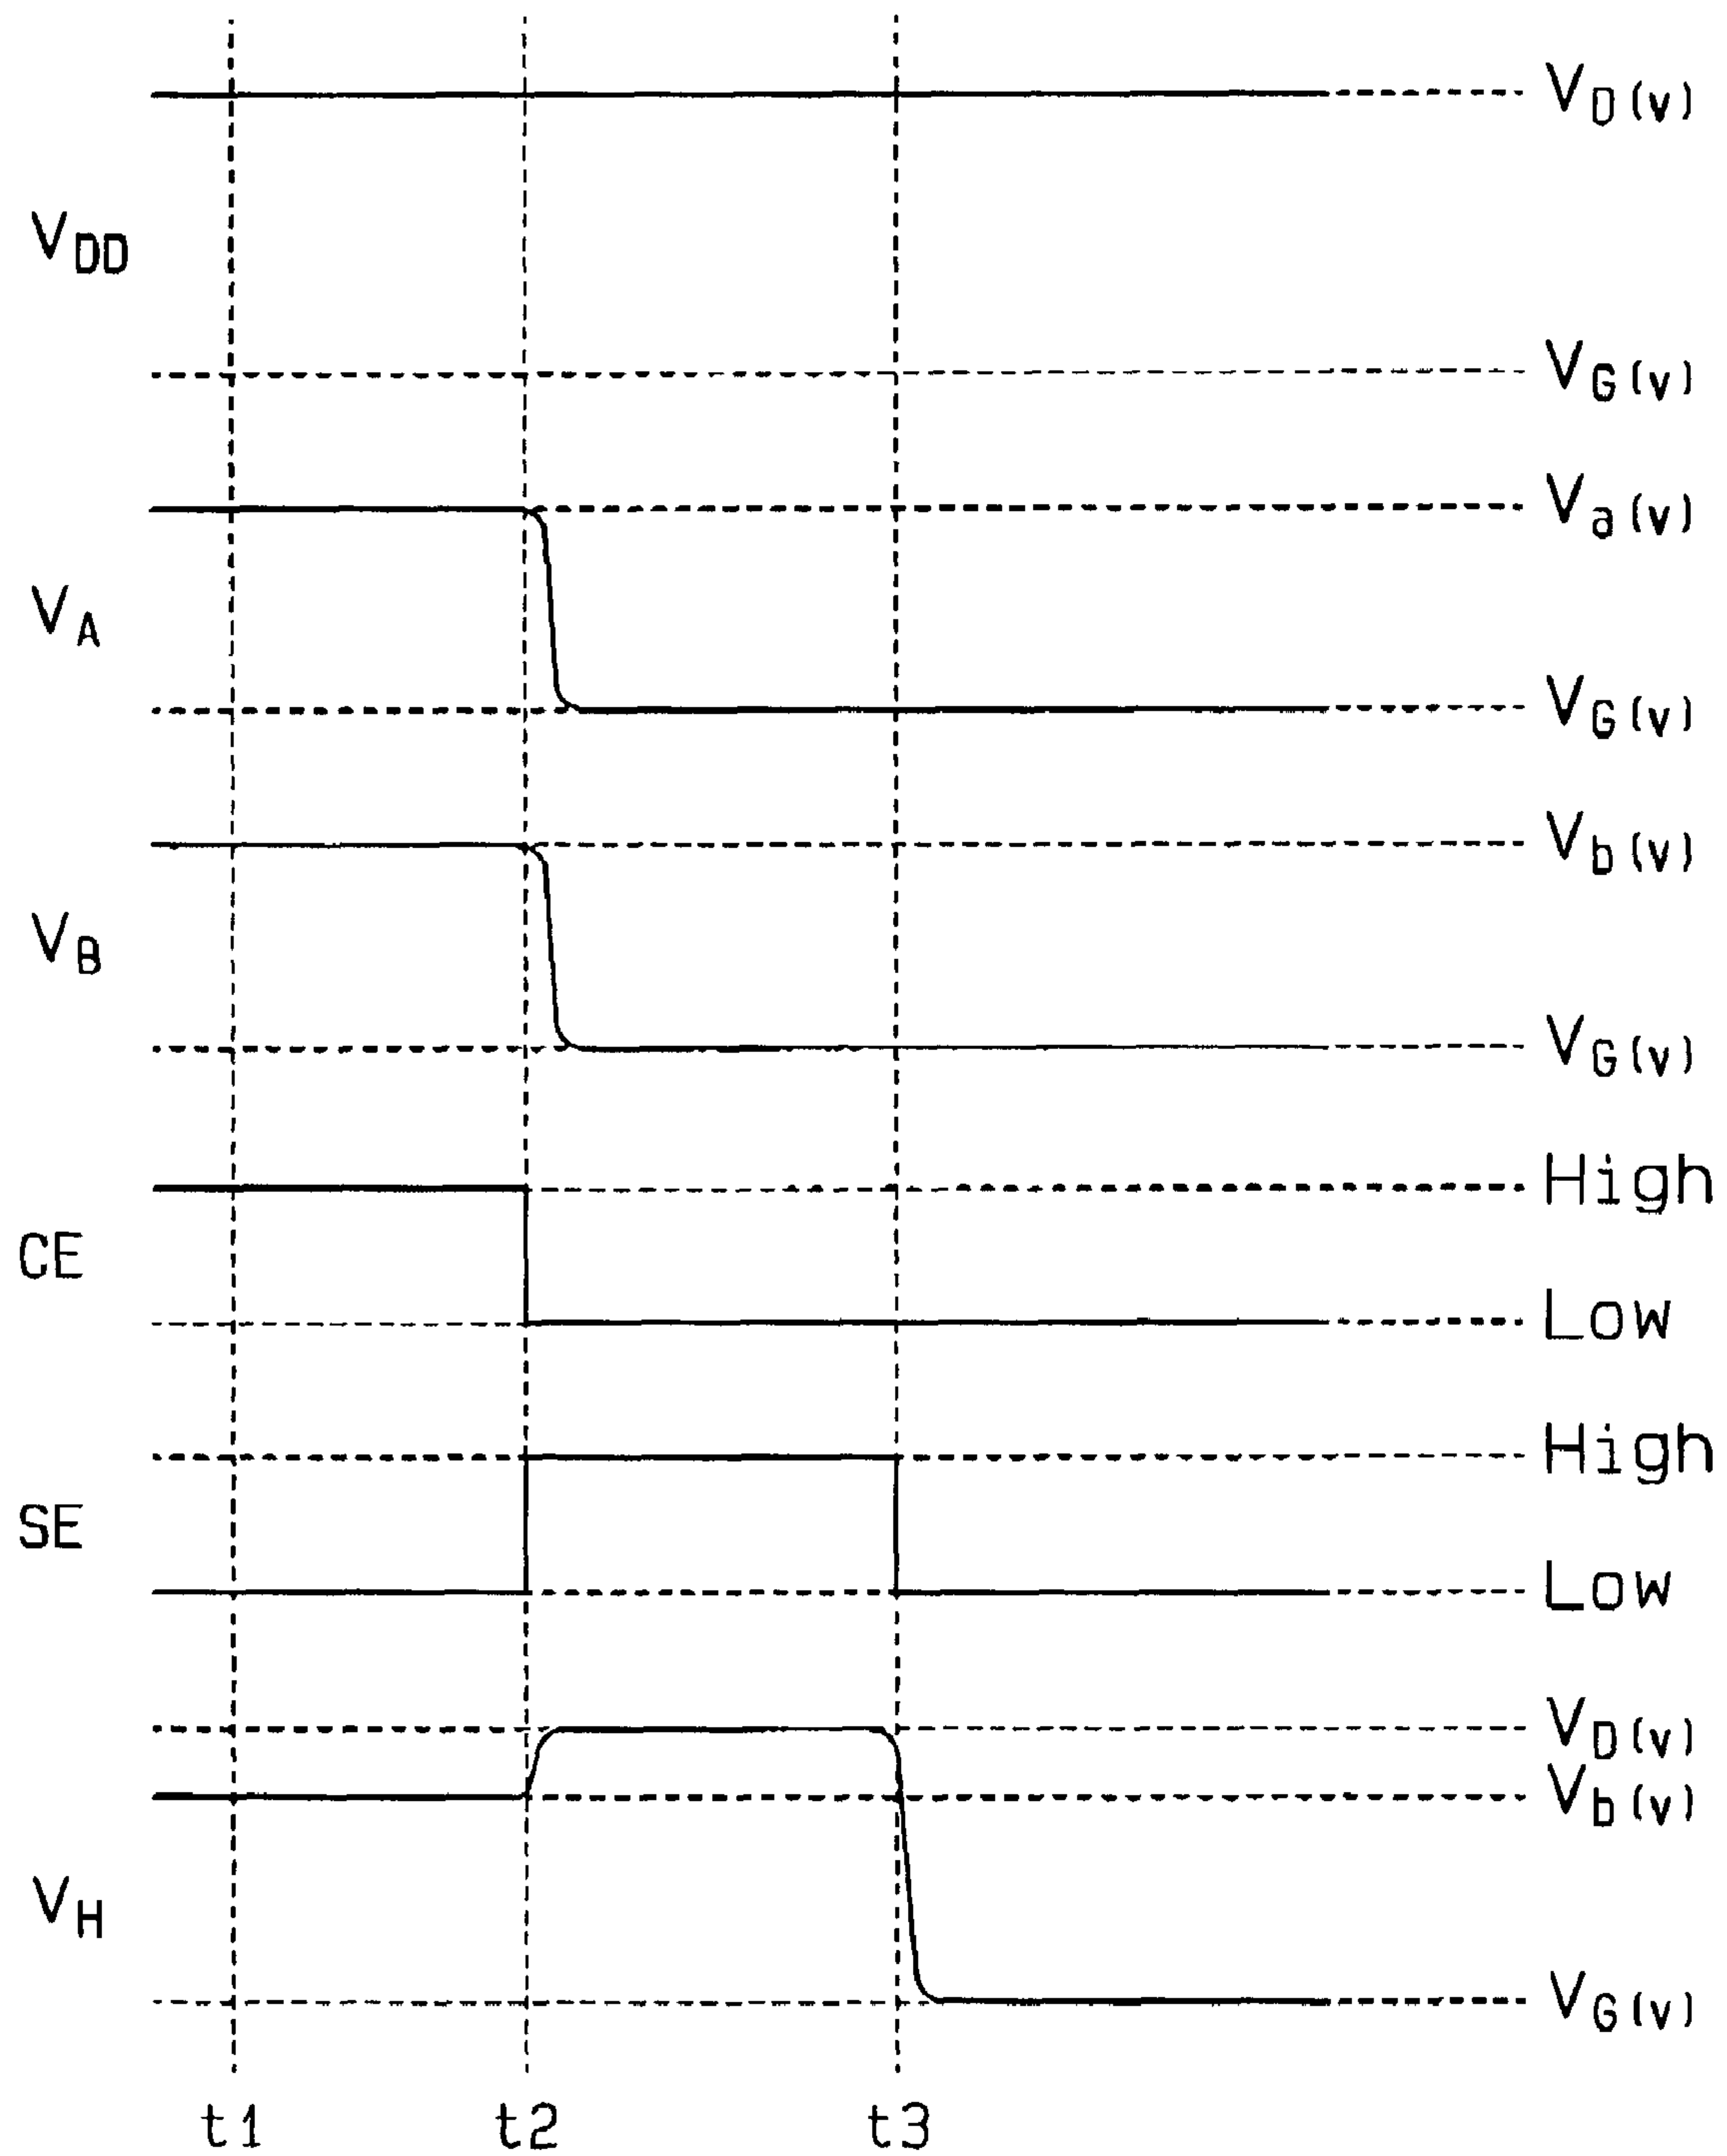 VD(v)
VDD
VG(v)
Va(v)
VA
VG(v)
Vb(v)
VB
VG(v)
High
CE
Low
High
SE
Low
VD(v)
Vb(v)
VH
VG(v)
t1 t2 t3